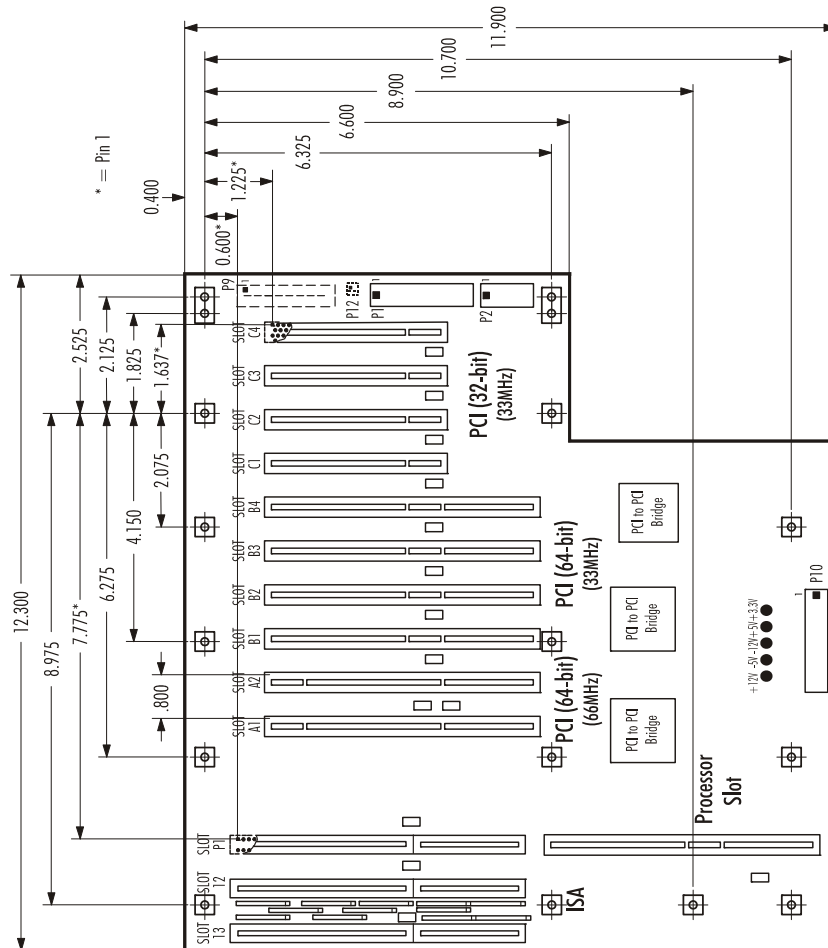 11.900
10.700
8.900
6.600
6.325
* = Pin 1
1.225*
0.400
0.600*
12.300
2.525
2.125
1.825
1.637*
8.975
7.775*
6.275
4.150
2.075
.800
P9
1
P12
P1
1
P2
1
SLOT C4
SLOT C3
SLOT C2
SLOT C1
SLOT B4
SLOT B3
SLOT B2
SLOT B1
SLOT A2
SLOT A1
SLOT P1
SLOT 12
SLOT 13
PCI (32-bit)
(33MHz)
PCI (64-bit)
(33MHz)
PCI (64-bit)
(66MHz)
PCI to PCI
Bridge
PCI to PCI
Bridge
PCI to PCI
Bridge
+12V -5V -12V +5V +3.3V
1
P10
Processor
Slot
ISA